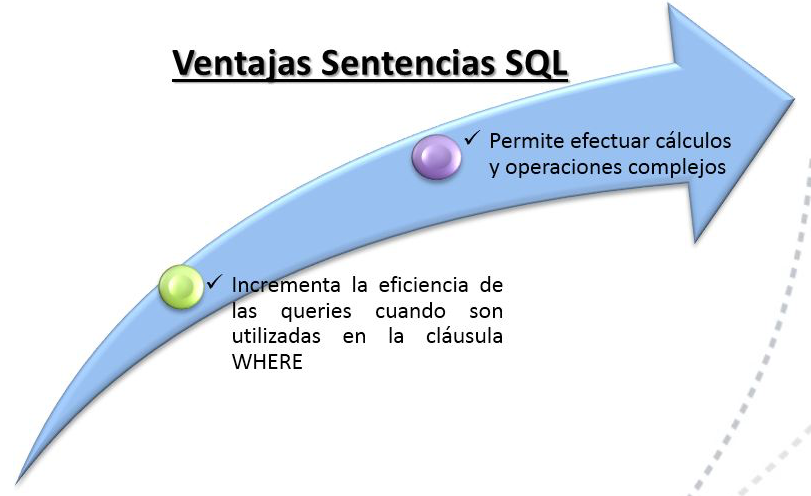 Ventajas Sentencias SQL
✓ Permite efectuar cálculos
y operaciones complejos
✓ Incrementa la eficiencia de
las queries cuando son
utilizadas en la cláusula
WHERE